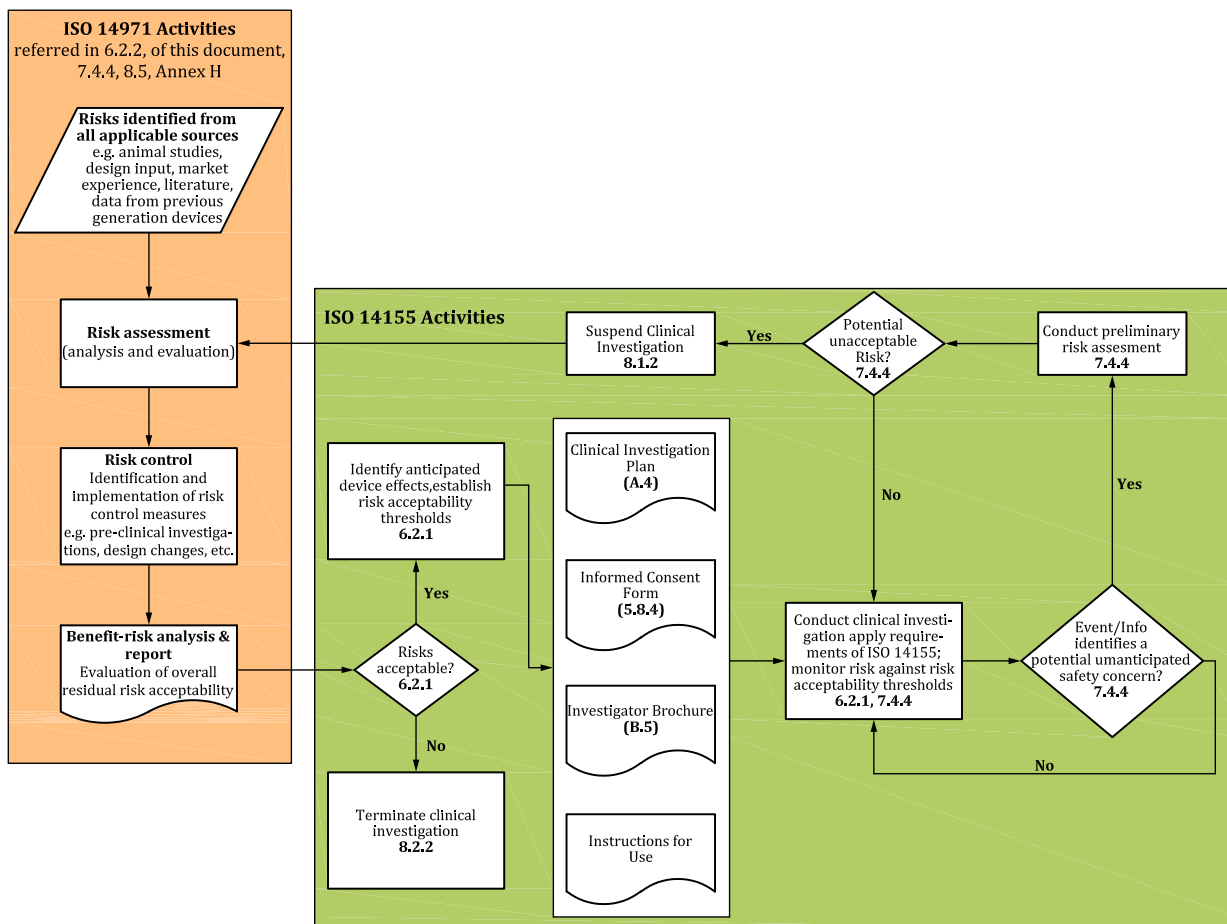 ISO 14971 Activities
referred in 6.2.2, of this document,
7.4.4, 8.5, Annex H
Risks identified from
all applicable sources
e.g. animal studies,
design input, market
experience, literature,
data from previous
generation devices
Risk assessment
(analysis and evaluation)
Risk control
Identification and
implementation of risk
control measures
e.g. pre-clinical investiga-
tions, design changes, etc.
Benefit-risk analysis &
report
Evaluation of overall
residual risk acceptability
ISO 14155 Activities
Suspend Clinical
Investigation
8.1.2
Yes
Potential
unacceptable
Risk?
7.4.4
Conduct preliminary
risk assesment
7.4.4
Identify anticipated
device effects,establish
risk acceptability
thresholds
6.2.1
Yes
Risks
acceptable?
6.2.1
No
Terminate clinical
investigation
8.2.2
Clinical Investigation
Plan
(A.4)
Informed Consent
Form
(5.8.4)
Investigator Brochure
(B.5)
Instructions for
Use
No
Conduct clinical investi-
gation apply require-
ments of ISO 14155;
monitor risk against risk
acceptability thresholds
6.2.1, 7.4.4
Yes
Event/Info
identifies a
potential umanticipated
safety concern?
7.4.4
No